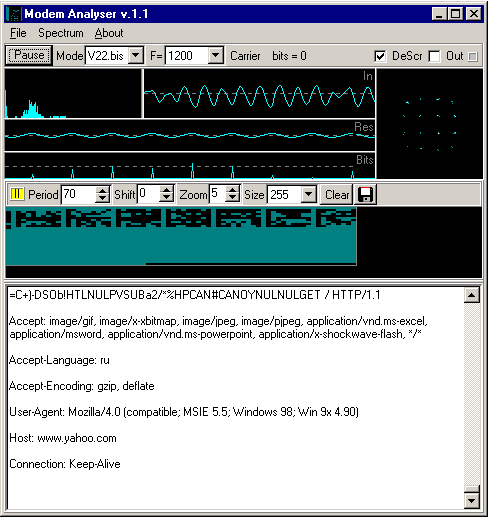 Modem Analyser v.1.1
File Spectrum About
Pause Mode V22.bis F= 1200 Carrier bits = 0 DeScr Out
In
Res
Bits
Period 70 Shift 0 Zoom 5 Size 255 Clear
=C+}-DSOb!HTLNULPVSUBa2/*%HPCAN#CANOYNULNULGET / HTTP/1.1
Accept: image/gif, image/x-xbitmap, image/jpeg, image/pjpeg, application/vnd.ms-excel,
application/msword, application/vnd.ms-powerpoint, application/x-shockwave-flash, */*
Accept-Language: ru
Accept-Encoding: gzip, deflate
User-Agent: Mozilla/4.0 (compatible; MSIE 5.5; Windows 98; Win 9x 4.90)
Host: www.yahoo.com
Connection: Keep-Alive